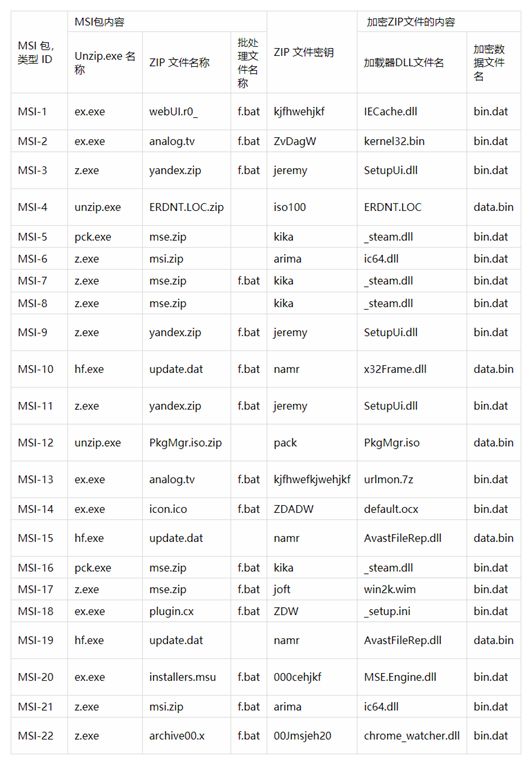 MSI包内容 加密ZIP文件的内容
MSI 包, 类型 ID Unzip.exe 名称 ZIP 文件名称 批处理文件名称 ZIP 文件密钥 加载器DLL文件名 加密数据文件名
MSI-1 ex.exe webUI.r0_ f.bat kjfhwehjkf IECache.dll bin.dat
MSI-2 ex.exe analog.tv f.bat ZvDagW kernel32.bin bin.dat
MSI-3 z.exe yandex.zip f.bat jeremy SetupUi.dll bin.dat
MSI-4 unzip.exe ERDNT.LOC.zip iso100 ERDNT.LOC data.bin
MSI-5 pck.exe mse.zip kika _steam.dll bin.dat
MSI-6 z.exe msi.zip arima ic64.dll bin.dat
MSI-7 z.exe mse.zip f.bat kika _steam.dll bin.dat
MSI-8 z.exe mse.zip kika _steam.dll bin.dat
MSI-9 z.exe yandex.zip f.bat jeremy SetupUi.dll bin.dat
MSI-10 hf.exe update.dat f.bat namr x32Frame.dll data.bin
MSI-11 z.exe yandex.zip f.bat jeremy SetupUi.dll bin.dat
MSI-12 unzip.exe PkgMgr.iso.zip pack PkgMgr.iso data.bin
MSI-13 ex.exe analog.tv f.bat kjfhwefkjwehjkf urlmon.7z bin.dat
MSI-14 ex.exe icon.ico f.bat ZDADW default.ocx bin.dat
MSI-15 hf.exe update.dat namr AvastFileRep.dll data.bin
MSI-16 pck.exe mse.zip f.bat kika _steam.dll bin.dat
MSI-17 z.exe mse.zip f.bat joft win2k.wim bin.dat
MSI-18 ex.exe plugin.cx f.bat ZDW _setup.ini bin.dat
MSI-19 hf.exe update.dat namr AvastFileRep.dll data.bin
MSI-20 ex.exe installers.msu f.bat 000cehjkf MSE.Engine.dll bin.dat
MSI-21 z.exe msi.zip f.bat arima ic64.dll bin.dat
MSI-22 z.exe archive00.x f.bat 00Jmsjeh20 chrome_watcher.dll bin.dat